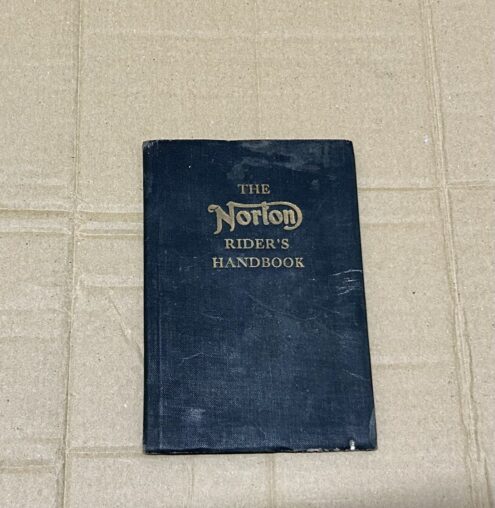 THE
Norton
RIDER'S
HANDBOOK